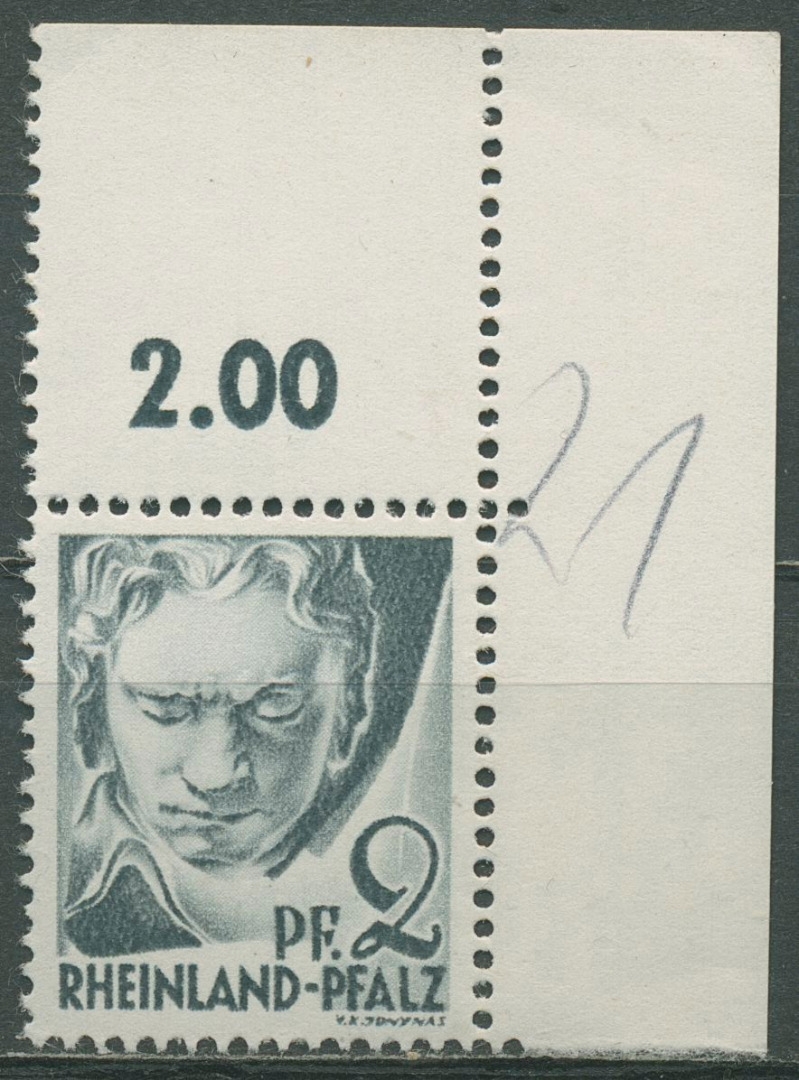 2.00
21
PF. 2
RHEINLAND-PFALZ
V.K. JONYNAS